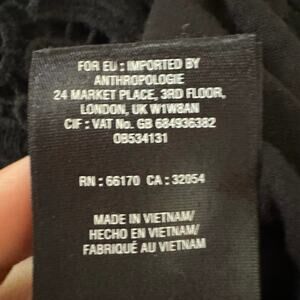 FOR EU : IMPORTED BY
ANTHROPOLOGIE
24 MARKET PLACE, 3RD FLOOR,
LONDON, UK W1W8AN
CIF : VAT No. GB 684936382
0B534131
RN : 66170 CA : 32054
MADE IN VIETNAM/
HECHO EN VIETNAM/
FABRIQUÉ AU VIETNAM